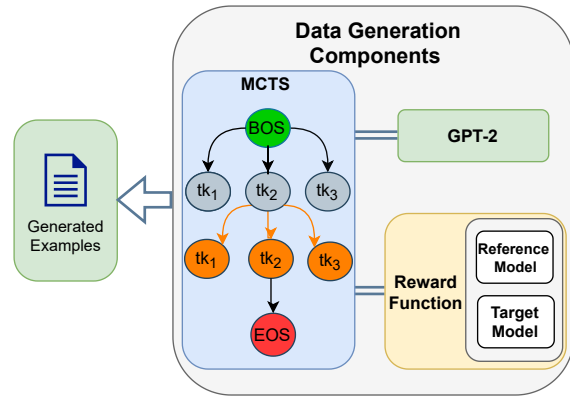 Data Generation
Components
MCTS
BOS
tk1
tk2
tk3
tk1
tk2
tk3
EOS
GPT-2
Reward
Function
Reference
Model
Target
Model
Generated
Examples